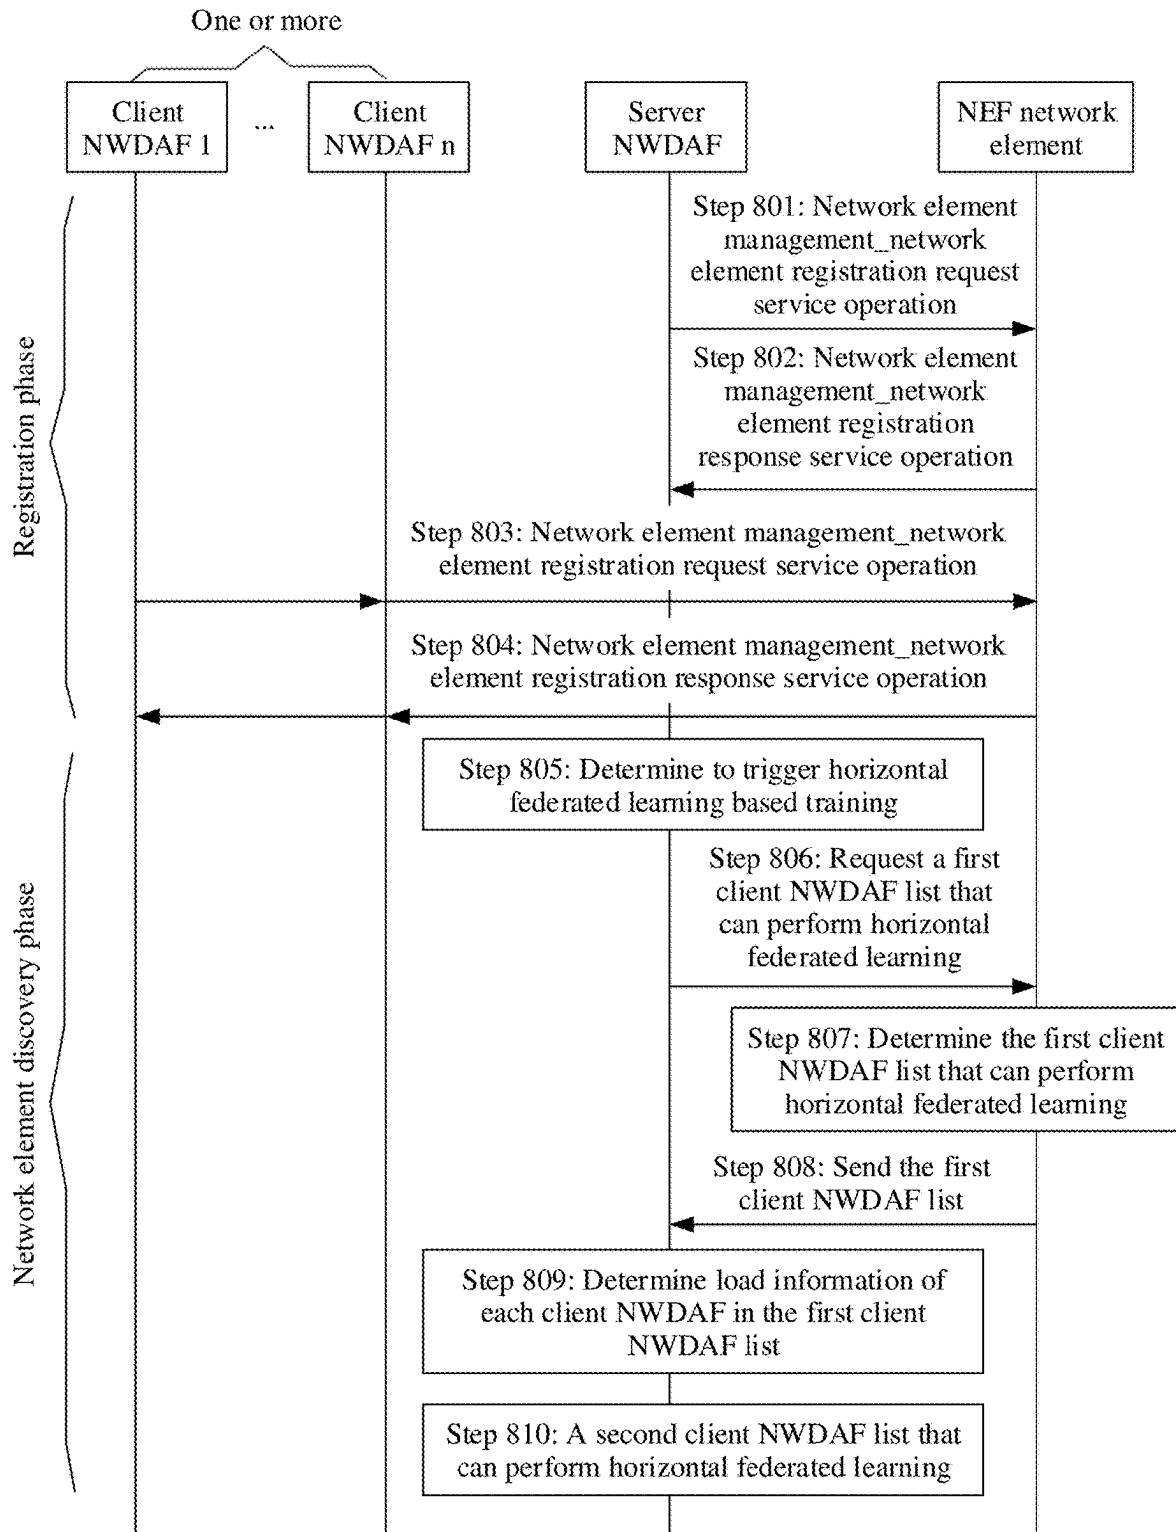 One or more
Client
NWDAF 1
...
Client
NWDAF n
Server
NWDAF
NEF network
element
Registration phase
Step 801: Network element
management_network
element registration request
service operation
Step 802: Network element
management_network
element registration
response service operation
Step 803: Network element management_network
element registration request service operation
Step 804: Network element management_network
element registration response service operation
Network element discovery phase
Step 805: Determine to trigger horizontal
federated learning based training
Step 806: Request a first
client NWDAF list that
can perform horizontal
federated learning
Step 807: Determine the first client
NWDAF list that can perform
horizontal federated learning
Step 808: Send the first
client NWDAF list
Step 809: Determine load information of
each client NWDAF in the first client
NWDAF list
Step 810: A second client NWDAF list that
can perform horizontal federated learning